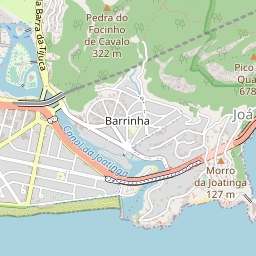 Pedra do
Focinho
de Cavalo
322 m
Barra da Tijuca
Pico
Qua
678
Joá
Barrinha
Canal da Joatinga
Morro
da Joatinga
127 m